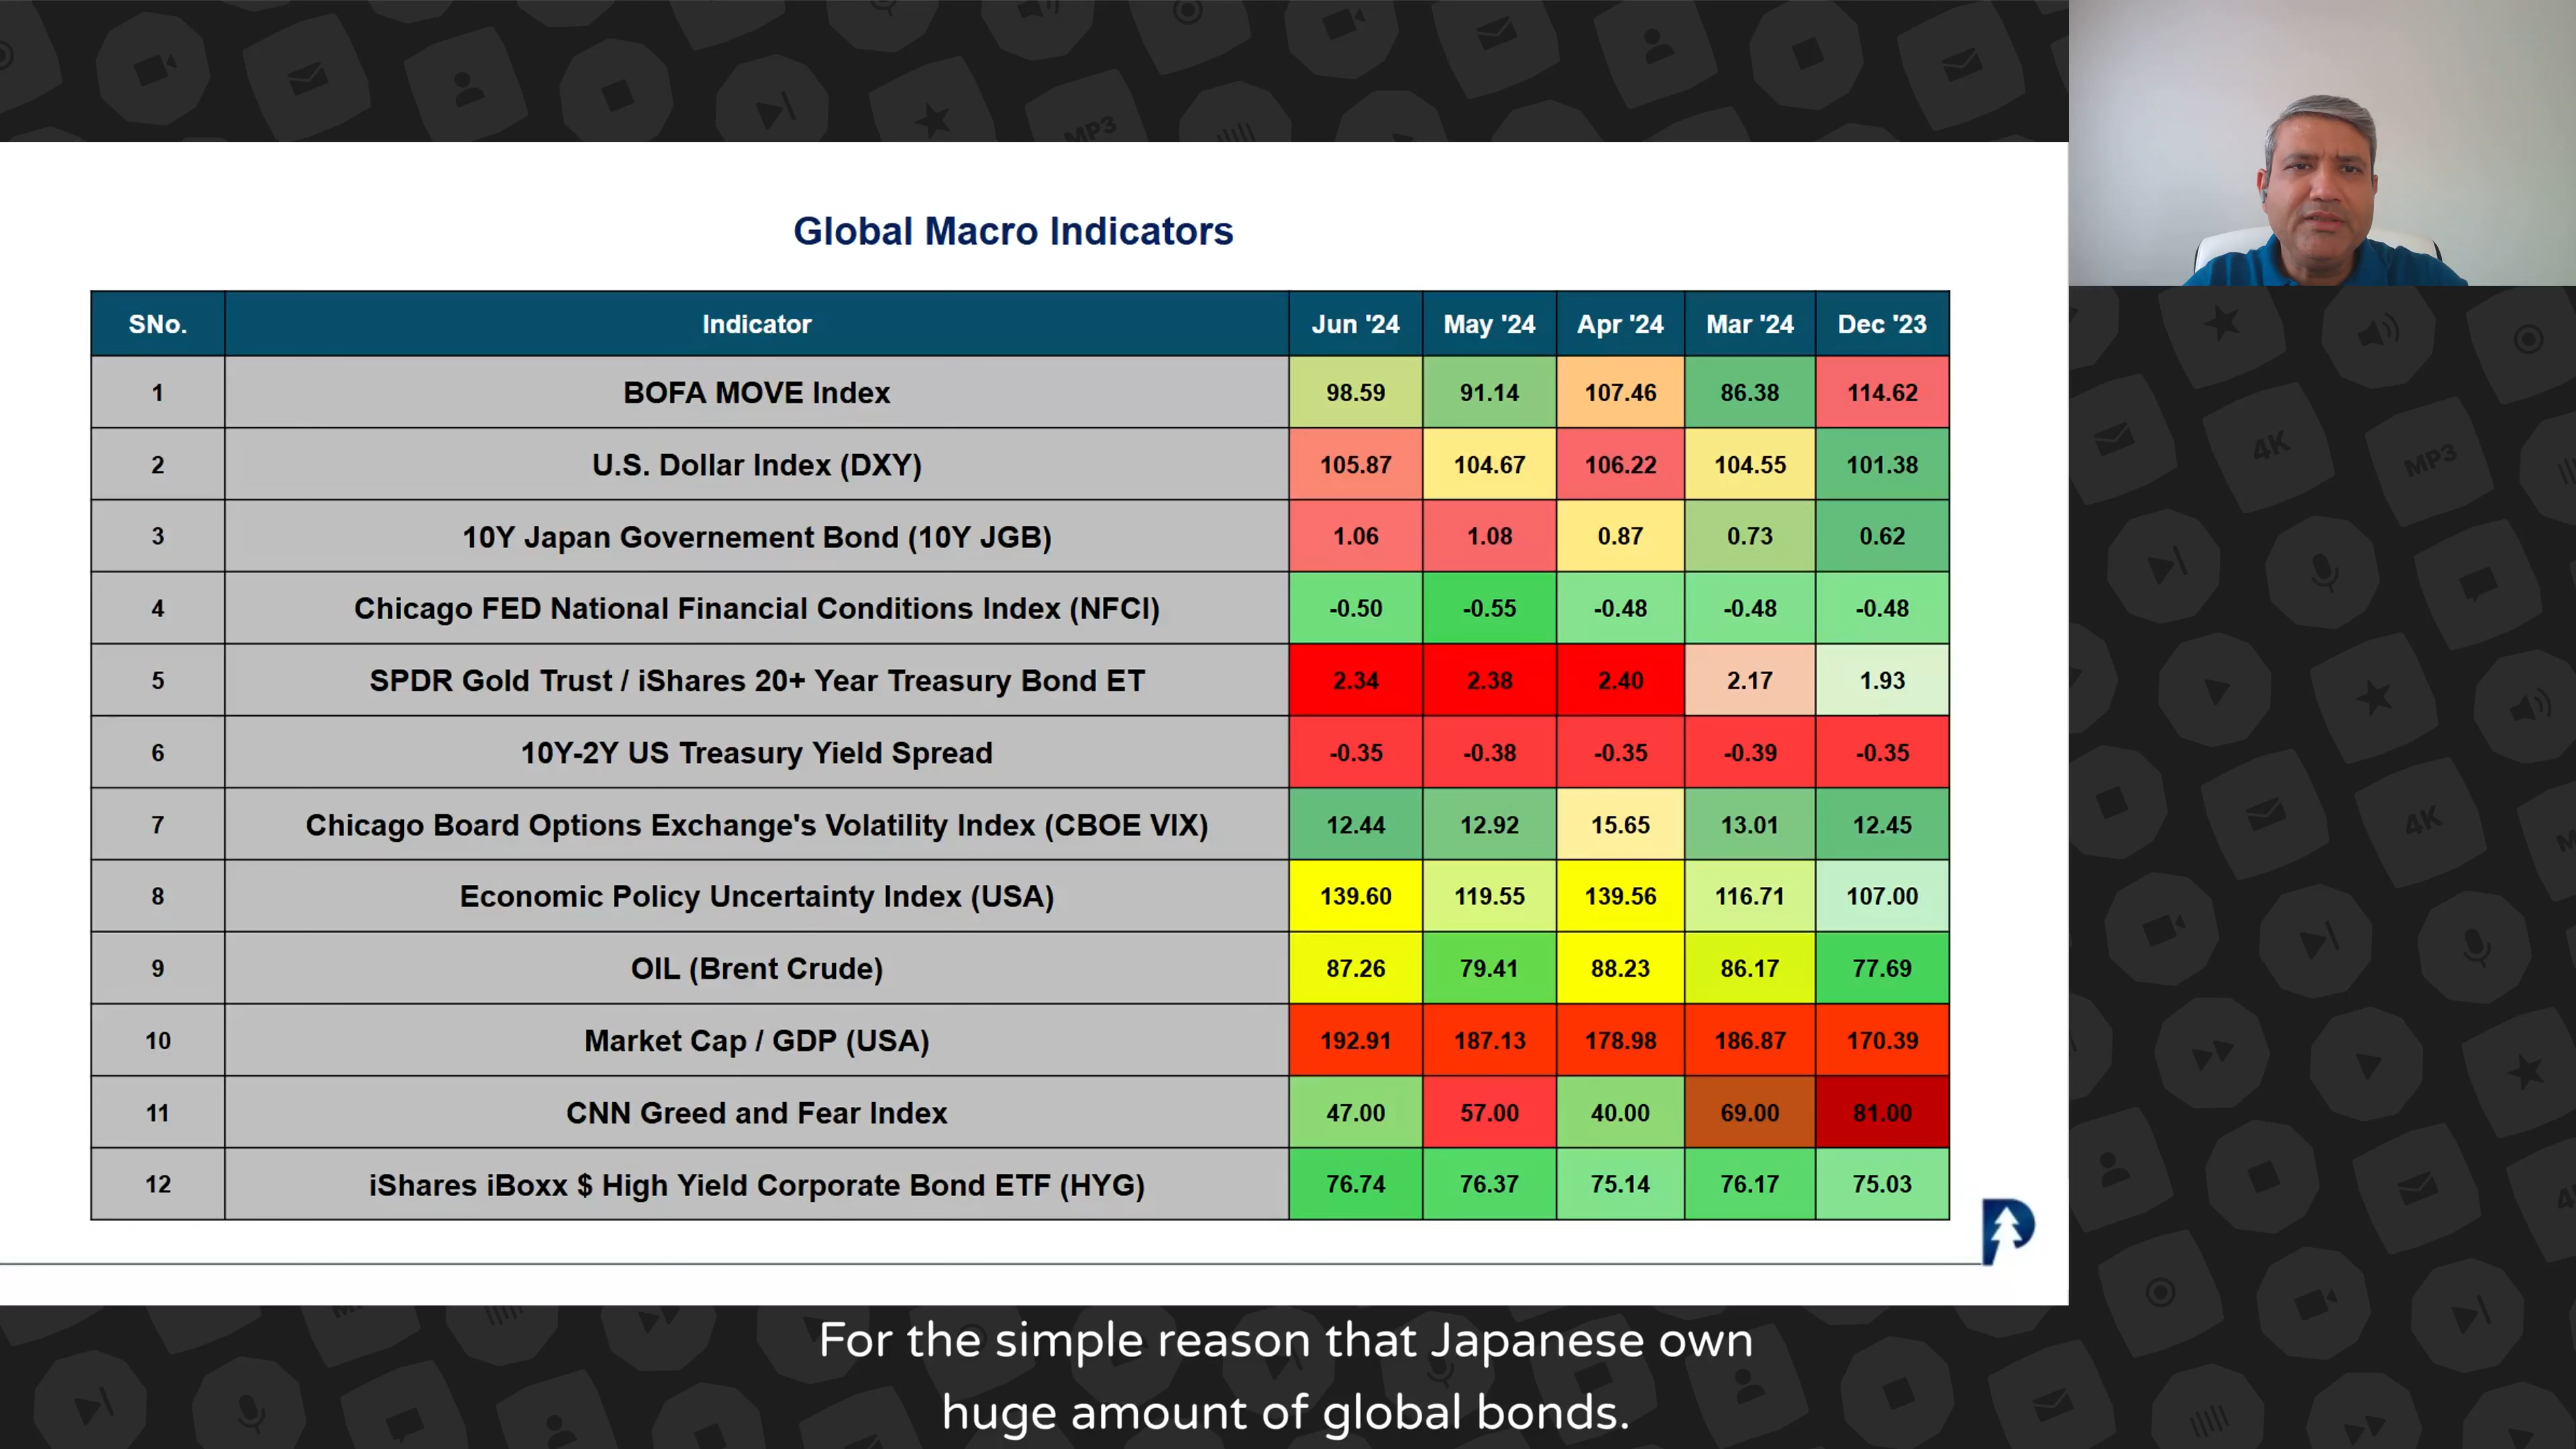 Global Macro Indicators
SNo. Indicator Jun '24 May '24 Apr '24 Mar '24 Dec '23
1 BOFA MOVE Index 98.59 91.14 107.46 86.38 114.62
2 U.S. Dollar Index (DXY) 105.87 104.67 106.22 104.55 101.38
3 10Y Japan Governement Bond (10Y JGB) 1.06 1.08 0.87 0.73 0.62
4 Chicago FED National Financial Conditions Index (NFCI) -0.50 -0.55 -0.48 -0.48 -0.48
5 SPDR Gold Trust / iShares 20+ Year Treasury Bond ET 2.34 2.38 2.40 2.17 1.93
6 10Y-2Y US Treasury Yield Spread -0.35 -0.38 -0.35 -0.39 -0.35
7 Chicago Board Options Exchange's Volatility Index (CBOE VIX) 12.44 12.92 15.65 13.01 12.45
8 Economic Policy Uncertainty Index (USA) 139.60 119.55 139.56 116.71 107.00
9 OIL (Brent Crude) 87.26 79.41 88.23 86.17 77.69
10 Market Cap / GDP (USA) 192.91 187.13 178.98 186.87 170.39
11 CNN Greed and Fear Index 47.00 57.00 40.00 69.00 81.00
12 iShares iBoxx $ High Yield Corporate Bond ETF (HYG) 76.74 76.37 75.14 76.17 75.03
For the simple reason that Japanese own
huge amount of global bonds.
MP3
4K
MP3
4K